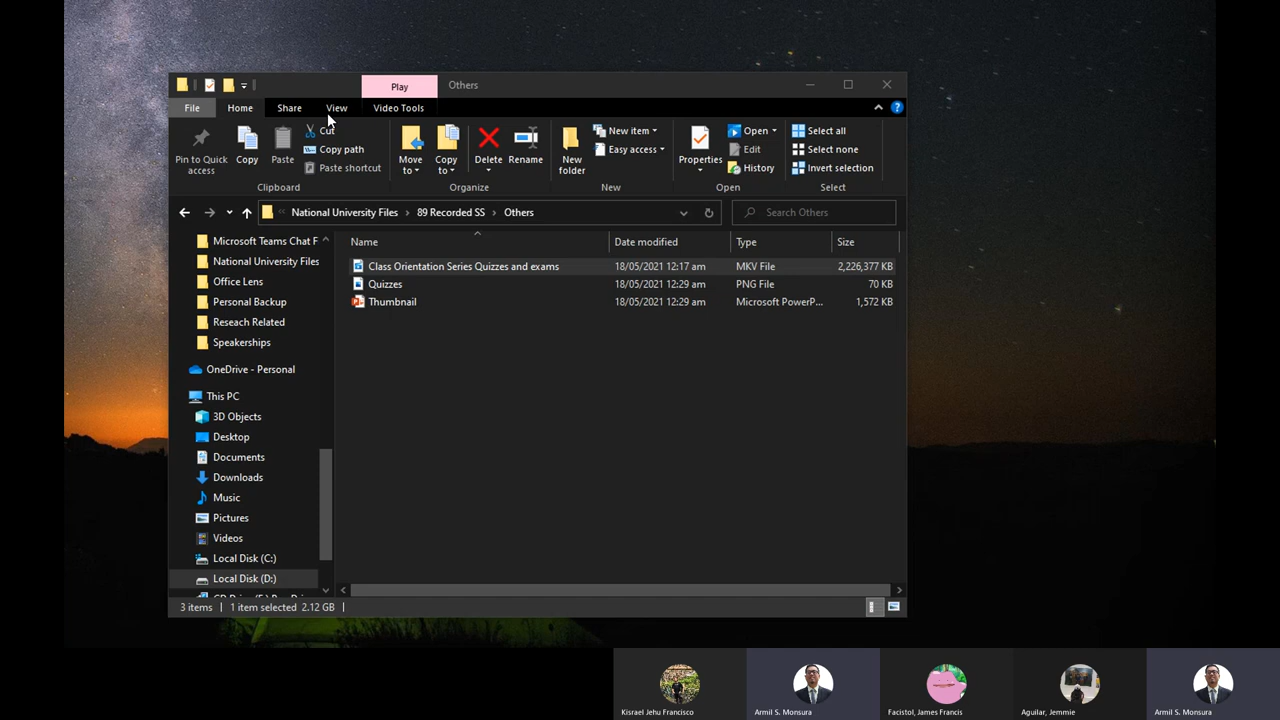 Play
Others
File
Home
Share
View
Video Tools
Pin to Quick access
Copy
Paste
Cut
Copy path
Paste shortcut
Clipboard
Move to
Copy to
Delete
Rename
Organize
New folder
New item
Easy access
New
Properties
Open
Edit
History
Open
Select all
Select none
Invert selection
Select
« National University Files > 89 Recorded SS > Others
Search Others
Name Date modified Type Size
Class Orientation Series Quizzes and exams 18/05/2021 12:17 am MKV File 2,226,377 KB
Quizzes 18/05/2021 12:29 am PNG File 70 KB
Thumbnail 18/05/2021 12:29 am Microsoft PowerP... 1,572 KB
Microsoft Teams Chat F
National University Files
Office Lens
Personal Backup
Reseach Related
Speakerships
OneDrive - Personal
This PC
3D Objects
Desktop
Documents
Downloads
Music
Pictures
Videos
Local Disk (C:)
Local Disk (D:)
3 items 1 item selected 2.12 GB
Kisrael Jehu Francisco
Armil S. Monsura
Facistol, James Francis
Aguilar, Jemmie
Armil S. Monsura